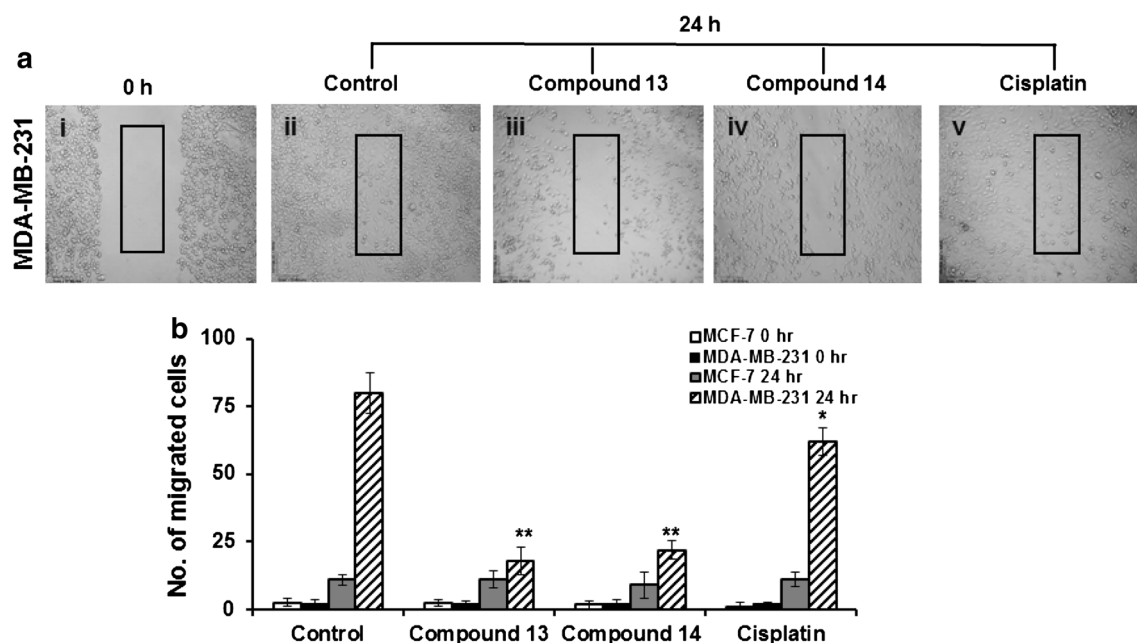 24 h
a
0 h
Control
Compound 13
Compound 14
Cisplatin
MDA-MB-231
i
ii
iii
iv
v
b
No. of migrated cells
100
75
50
25
0
MCF-7 0 hr
MDA-MB-231 0 hr
MCF-7 24 hr
MDA-MB-231 24 hr
**
**
*
Control
Compound 13
Compound 14
Cisplatin